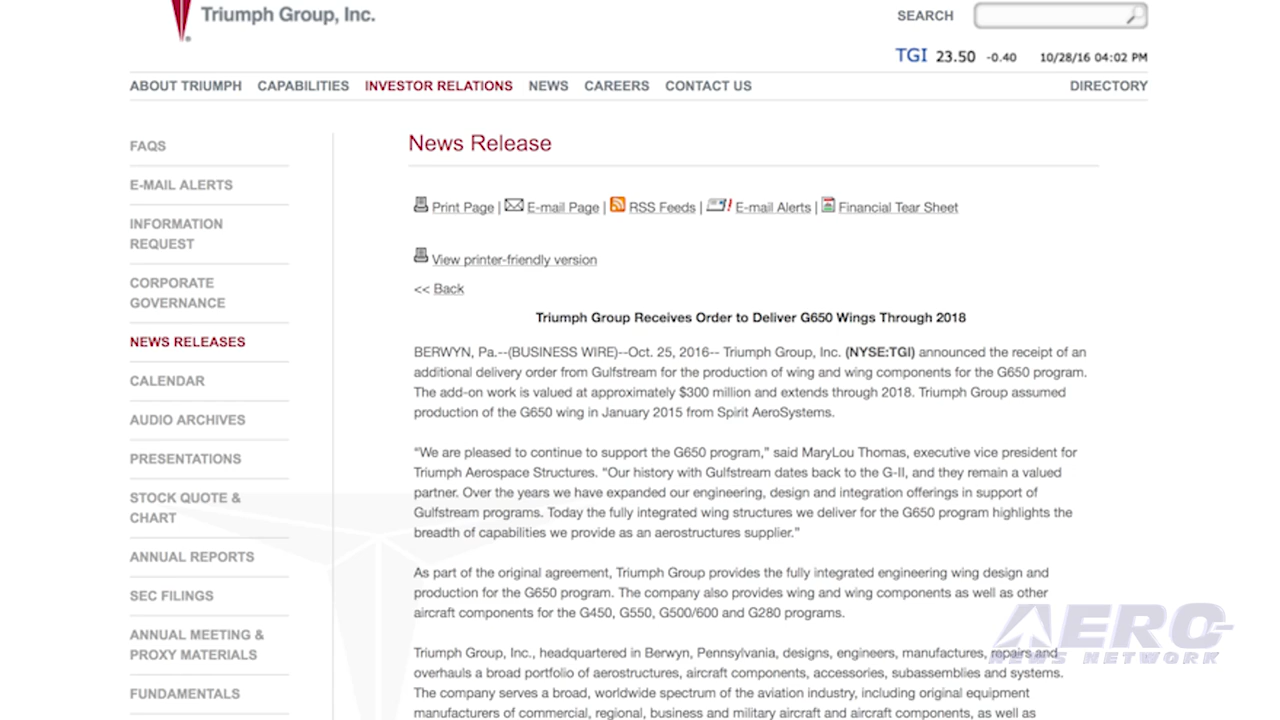 Triumph Group, Inc.
SEARCH
TGI 23.50 -0.40 10/28/16 04:02 PM
ABOUT TRIUMPH CAPABILITIES INVESTOR RELATIONS NEWS CAREERS CONTACT US DIRECTORY
FAQS
E-MAIL ALERTS
INFORMATION
REQUEST
CORPORATE
GOVERNANCE
NEWS RELEASES
CALENDAR
AUDIO ARCHIVES
PRESENTATIONS
STOCK QUOTE &
CHART
ANNUAL REPORTS
SEC FILINGS
ANNUAL MEETING &
PROXY MATERIALS
FUNDAMENTALS
News Release
Print Page | E-mail Page | RSS Feeds | E-mail Alerts | Financial Tear Sheet
View printer-friendly version
<< Back
Triumph Group Receives Order to Deliver G650 Wings Through 2018
BERWYN, Pa.--(BUSINESS WIRE)--Oct. 25, 2016-- Triumph Group, Inc. (NYSE:TGI) announced the receipt of an
additional delivery order from Gulfstream for the production of wing and wing components for the G650 program.
The add-on work is valued at approximately $300 million and extends through 2018. Triumph Group assumed
production of the G650 wing in January 2015 from Spirit AeroSystems.
“We are pleased to continue to support the G650 program,” said MaryLou Thomas, executive vice president for
Triumph Aerospace Structures. “Our history with Gulfstream dates back to the G-II, and they remain a valued
partner. Over the years we have expanded our engineering, design and integration offerings in support of
Gulfstream programs. Today the fully integrated wing structures we deliver for the G650 program highlights the
breadth of capabilities we provide as an aerostructures supplier.”
As part of the original agreement, Triumph Group provides the fully integrated engineering wing design and
production for the G650 program. The company also provides wing and wing components as well as other
aircraft components for the G450, G550, G500/600 and G280 programs.
Triumph Group, Inc., headquartered in Berwyn, Pennsylvania, designs, engineers, manufactures, repairs and
overhauls a broad portfolio of aerostructures, aircraft components, accessories, subassemblies and systems.
The company serves a broad, worldwide spectrum of the aviation industry, including original equipment
manufacturers of commercial, regional, business and military aircraft and aircraft components, as well as
AERO
NEWS NETWORK